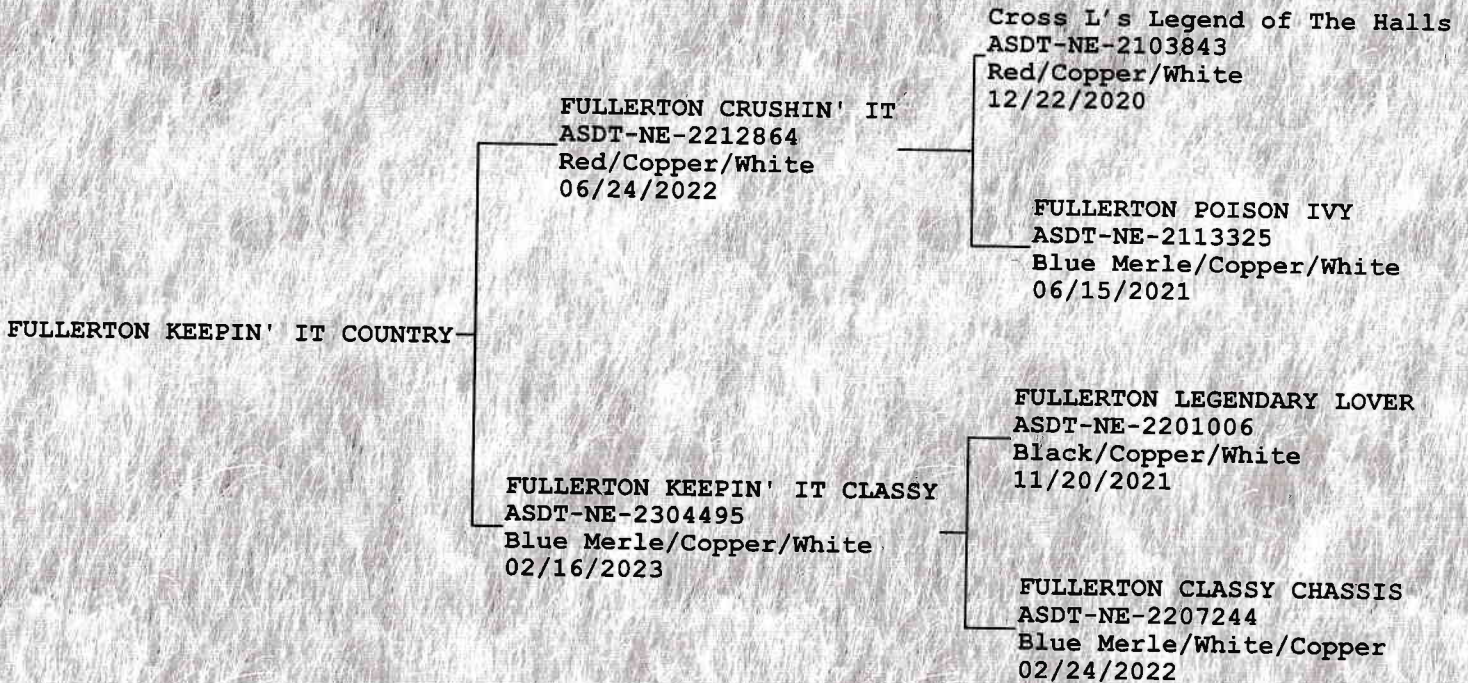 Cross L's Legend of The Halls
ASDT-NE-2103843
Red/Copper/White
12/22/2020
FULLERTON CRUSHIN' IT
ASDT-NE-2212864
Red/Copper/White
06/24/2022
FULLERTON POISON IVY
ASDT-NE-2113325
Blue Merle/Copper/White
06/15/2021
FULLERTON KEEPIN' IT COUNTRY
FULLERTON LEGENDARY LOVER
ASDT-NE-2201006
Black/Copper/White
11/20/2021
FULLERTON KEEPIN' IT CLASSY
ASDT-NE-2304495
Blue Merle/Copper/White
02/16/2023
FULLERTON CLASSY CHASSIS
ASDT-NE-2207244
Blue Merle/White/Copper
02/24/2022